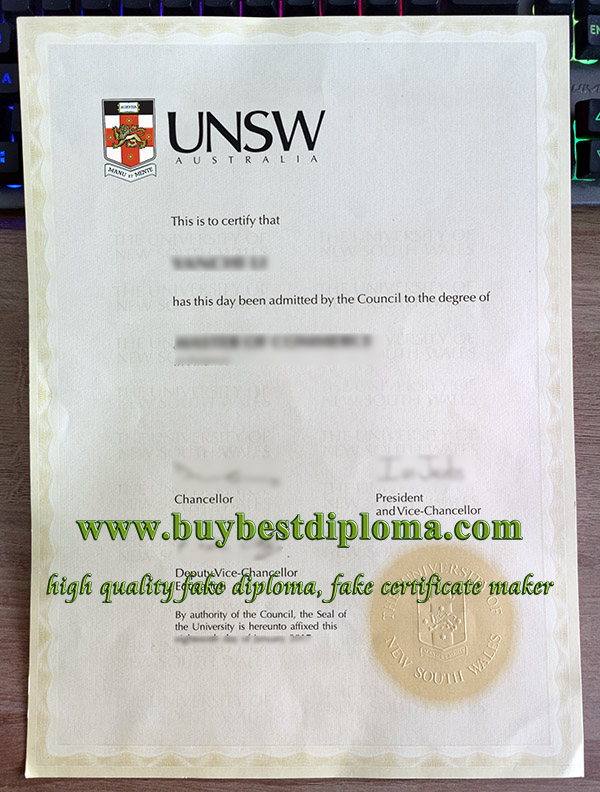 UNSW
AUSTRALIA
MANU ET MENTE
This is to certify that
has this day been admitted by the Council to the degree of
Chancellor
President
and Vice-Chancellor
www.buybestdiploma.com
Deputy Vice-Chancellor
high quality fake diploma, fake certificate maker
By authority of the Council, the Seal of
the University is hereunto affixed this
THE UNIVERSITY OF
NEW SOUTH WALES